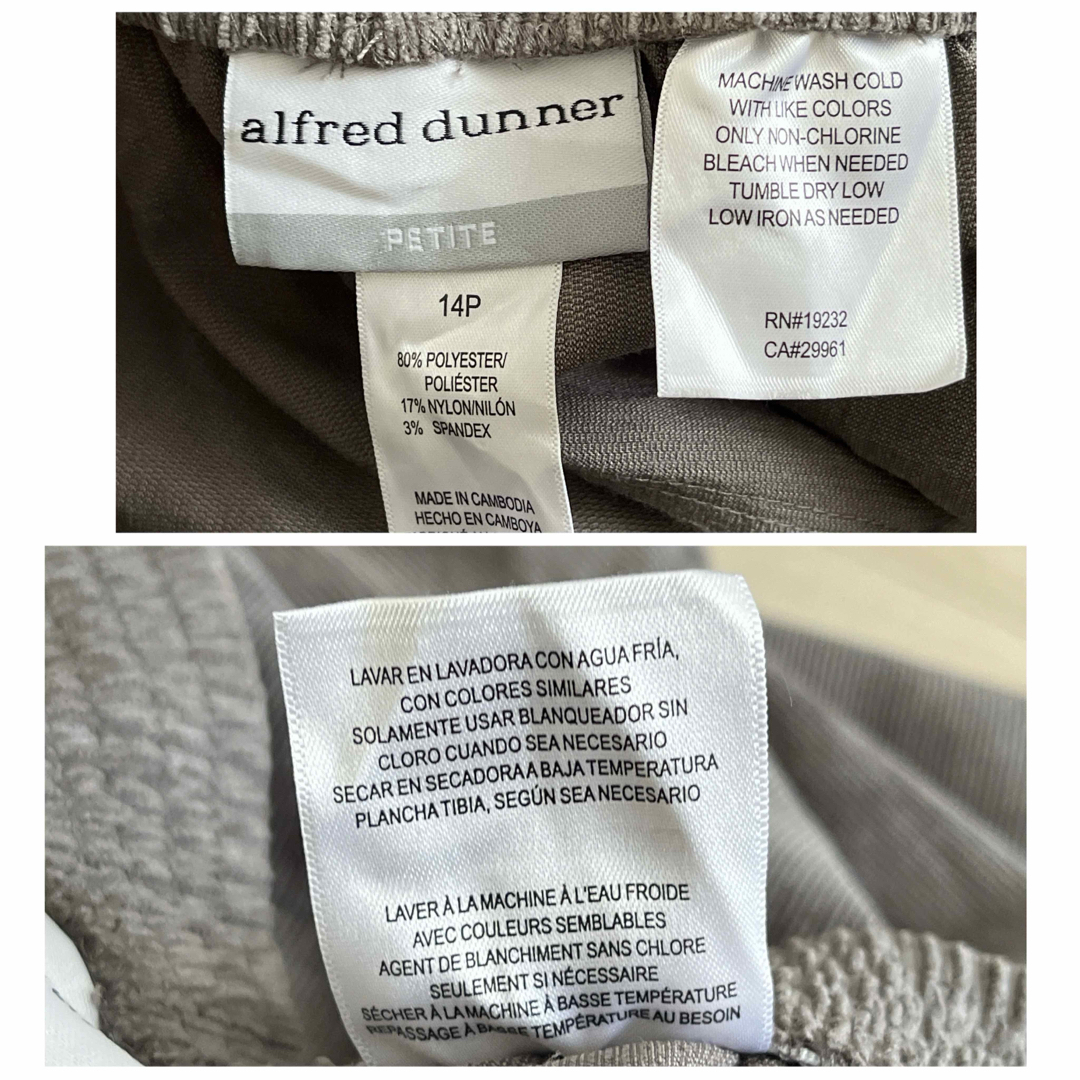 alfred dunner
PETITE
14P
80% POLYESTER/
POLIÉSTER
17% NYLON/NILÓN
3% SPANDEX
MADE IN CAMBODIA
HECHO EN CAMBOYA
MACHINE WASH COLD
WITH LIKE COLORS
ONLY NON-CHLORINE
BLEACH WHEN NEEDED
TUMBLE DRY LOW
LOW IRON AS NEEDED
RN#19232
CA#29961
LAVAR EN LAVADORA CON AGUA FRÍA,
CON COLORES SIMILARES
SOLAMENTE USAR BLANQUEADOR SIN
CLORO CUANDO SEA NECESARIO
SECAR EN SECADORA A BAJA TEMPERATURA
PLANCHA TIBIA, SEGÚN SEA NECESARIO
LAVER À LA MACHINE À L'EAU FROIDE
AVEC COULEURS SEMBLABLES
AGENT DE BLANCHIMENT SANS CHLORE
SEULEMENT SI NÉCESSAIRE
SÉCHER À LA MACHINE À BASSE TEMPÉRATURE
REPASSAGE À BASSE TEMPÉRATURE AU BESOIN